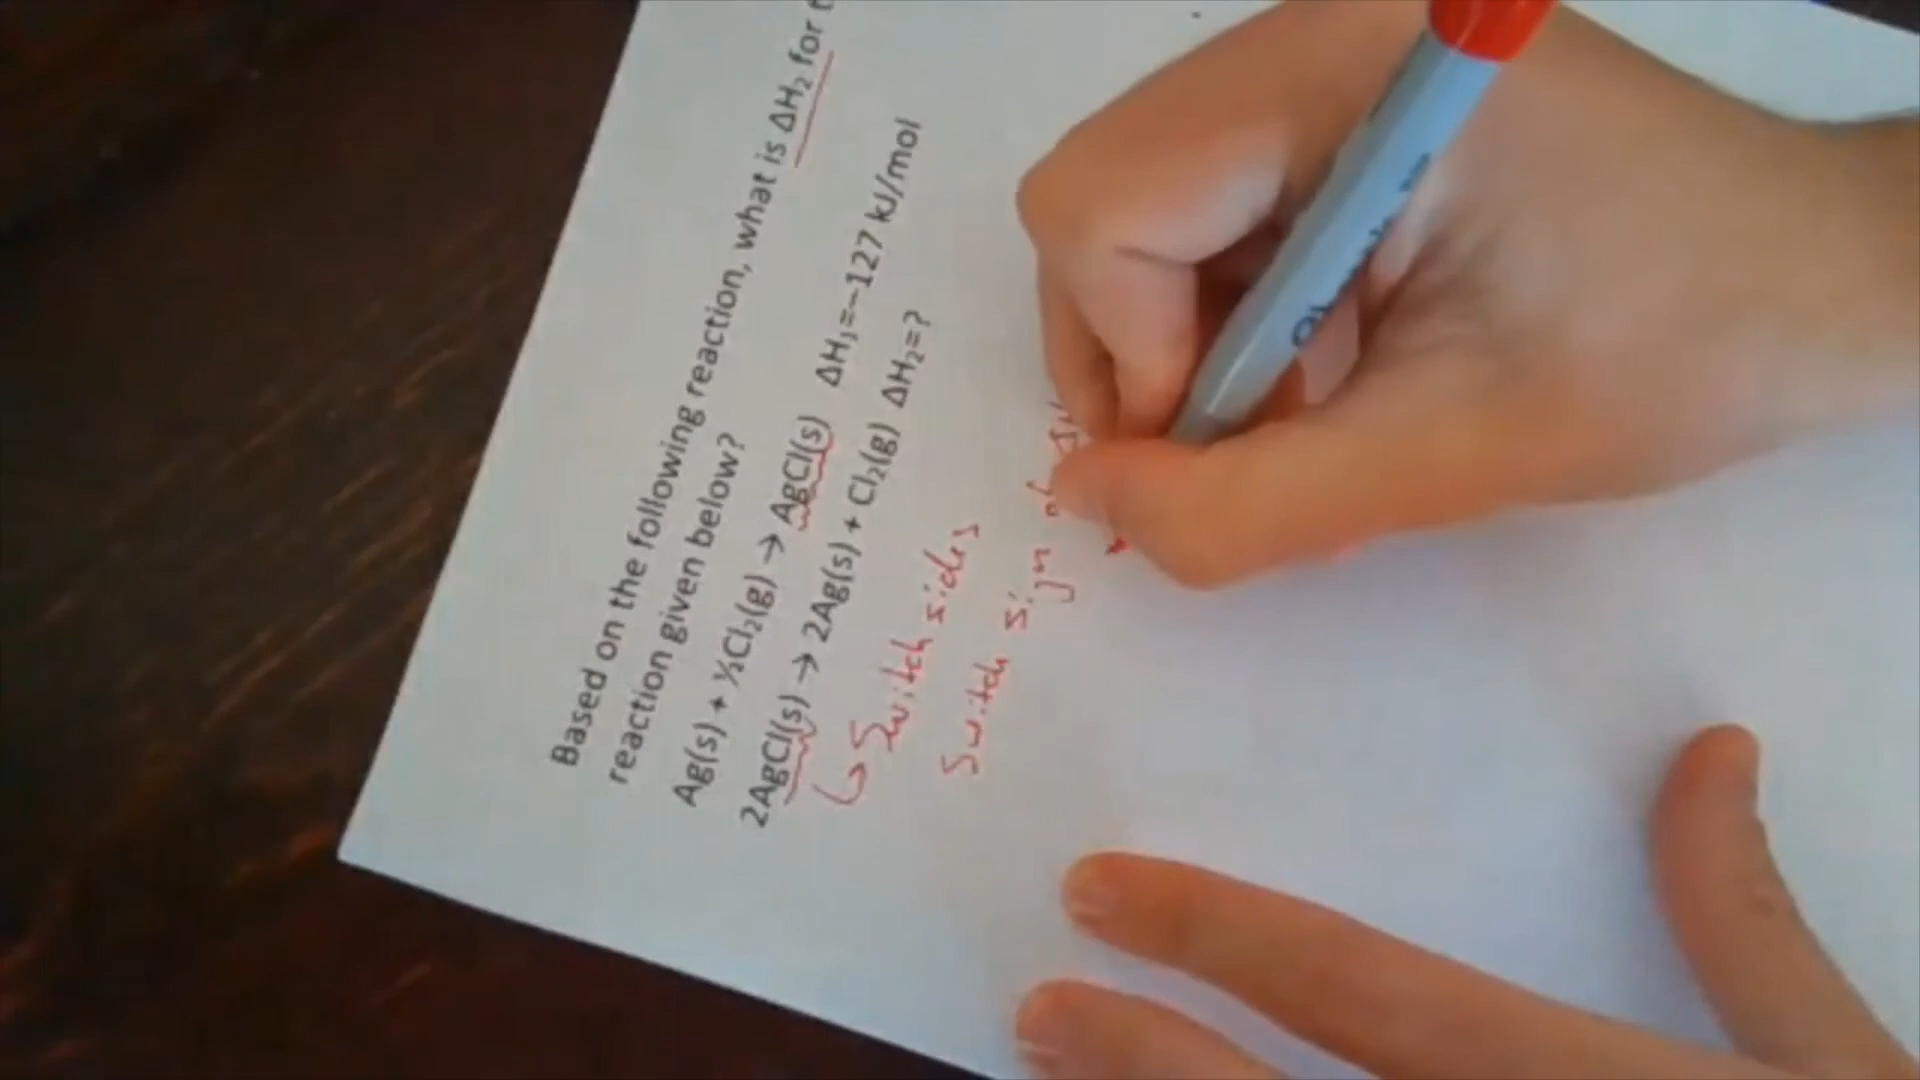 Based on the following reaction, what is ΔH₂ for
reaction given below?
Ag(s) + ½Cl₂(g) → AgCl(s) ΔH₁=-127 kJ/mol
2AgCl(s) → 2Ag(s) + Cl₂(g) ΔH₂=?
↳ Switch sides
Switch sign of